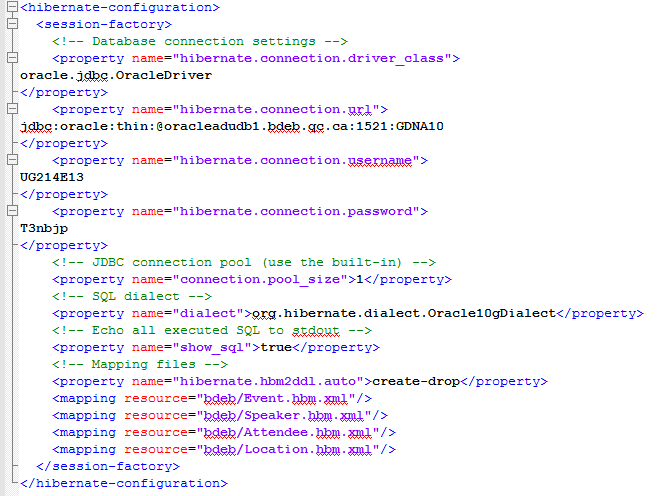 <hibernate-configuration>
<session-factory>
<!-- Database connection settings -->
<property name="hibernate.connection.driver_class">
oracle.jdbc.OracleDriver
</property>
<property name="hibernate.connection.url">
jdbc:oracle:thin:@oracleadudb1.bdeb.qc.ca:1521:GDNA10
</property>
<property name="hibernate.connection.username">
UG214E13
</property>
<property name="hibernate.connection.password">
T3nbjp
</property>
<!-- JDBC connection pool (use the built-in) -->
<property name="connection.pool_size">1</property>
<!-- SQL dialect -->
<property name="dialect">org.hibernate.dialect.Oracle10gDialect</property>
<!-- Echo all executed SQL to stdout -->
<property name="show_sql">true</property>
<!-- Mapping files -->
<property name="hibernate.hbm2ddl.auto">create-drop</property>
<mapping resource="bdeb/Event.hbm.xml"/>
<mapping resource="bdeb/Speaker.hbm.xml"/>
<mapping resource="bdeb/Attendee.hbm.xml"/>
<mapping resource="bdeb/Location.hbm.xml"/>
</session-factory>
</hibernate-configuration>